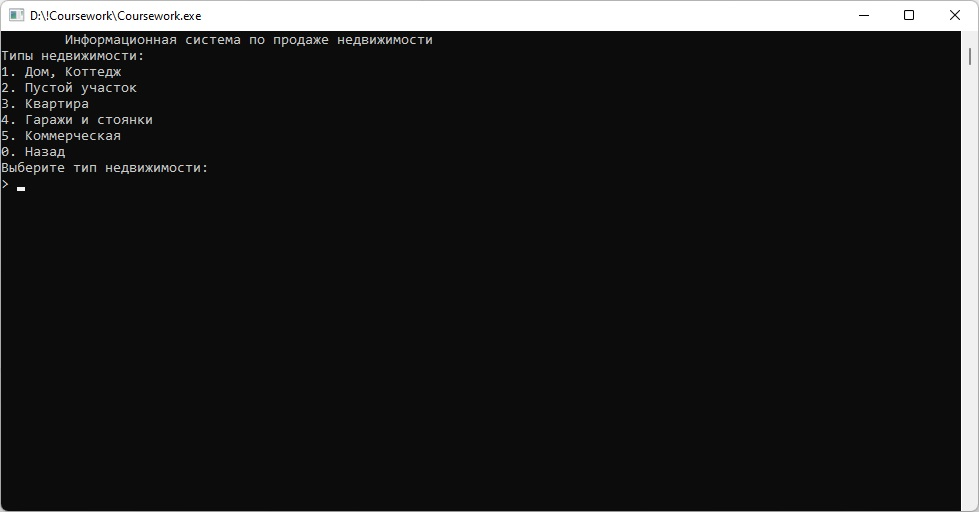 D:\!Coursework\Coursework.exe
Информационная система по продаже недвижимости
Типы недвижимости:
1. Дом, Коттедж
2. Пустой участок
3. Квартира
4. Гаражи и стоянки
5. Коммерческая
0. Назад
Выберите тип недвижимости:
>